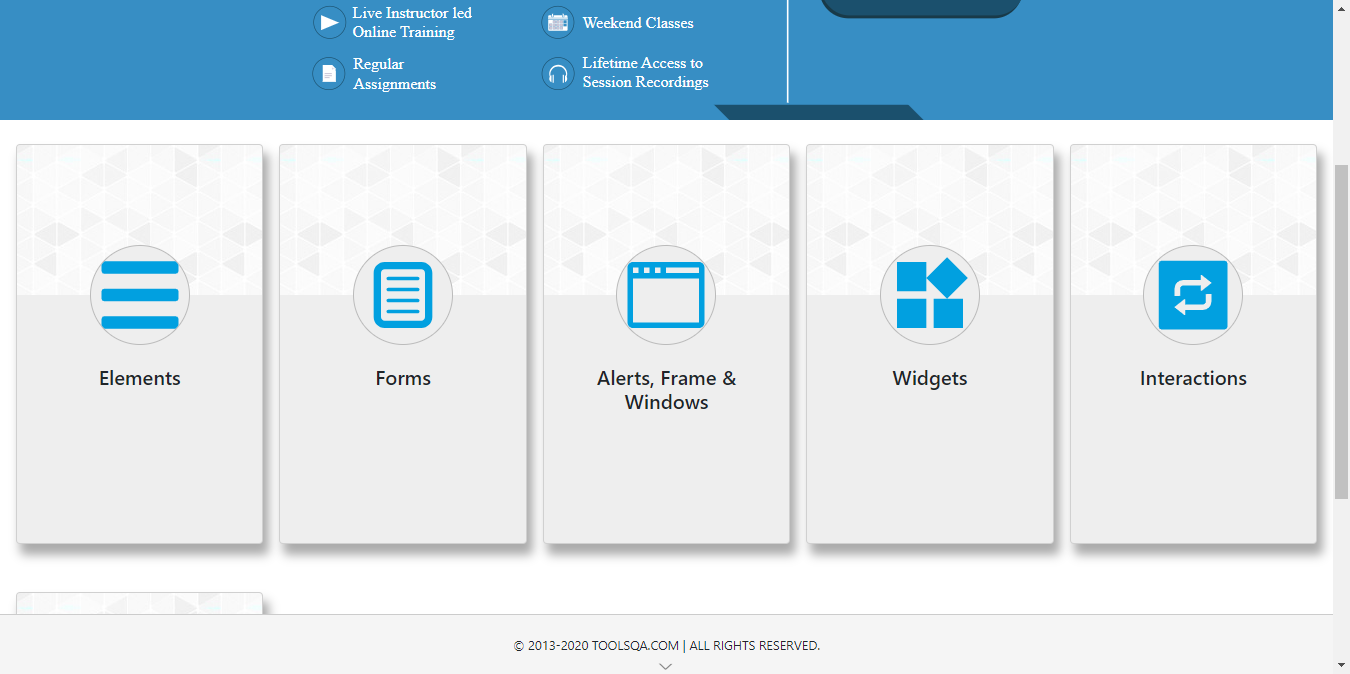 Live Instructor led
Online Training
Weekend Classes
Regular
Assignments
Lifetime Access to
Session Recordings
Elements
Forms
Alerts, Frame &
Windows
Widgets
Interactions
© 2013-2020 TOOLSQA.COM | ALL RIGHTS RESERVED.